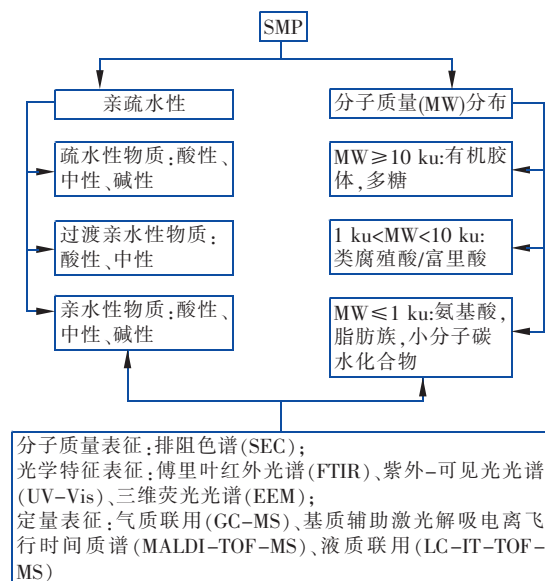 SMP
亲疏水性
分子质量(MW)分布
疏水性物质:酸性、
中性、碱性
MW≥10 ku:有机胶
体,多糖
过渡亲水性物质:
酸性、中性
1 ku<MW<10 ku:
类腐殖酸/富里酸
亲水性物质:酸性、
中性、碱性
MW≤1 ku:氨基酸,
脂肪族,小分子碳
水化合物
分子质量表征:排阻色谱(SEC);
光学特征表征:傅里叶红外光谱(FTIR)、紫外-可见光光谱
(UV-Vis)、三维荧光光谱(EEM);
定量表征:气质联用(GC-MS)、基质辅助激光解吸电离飞
行时间质谱(MALDI-TOF-MS)、液质联用(LC-IT-TOF-
MS)